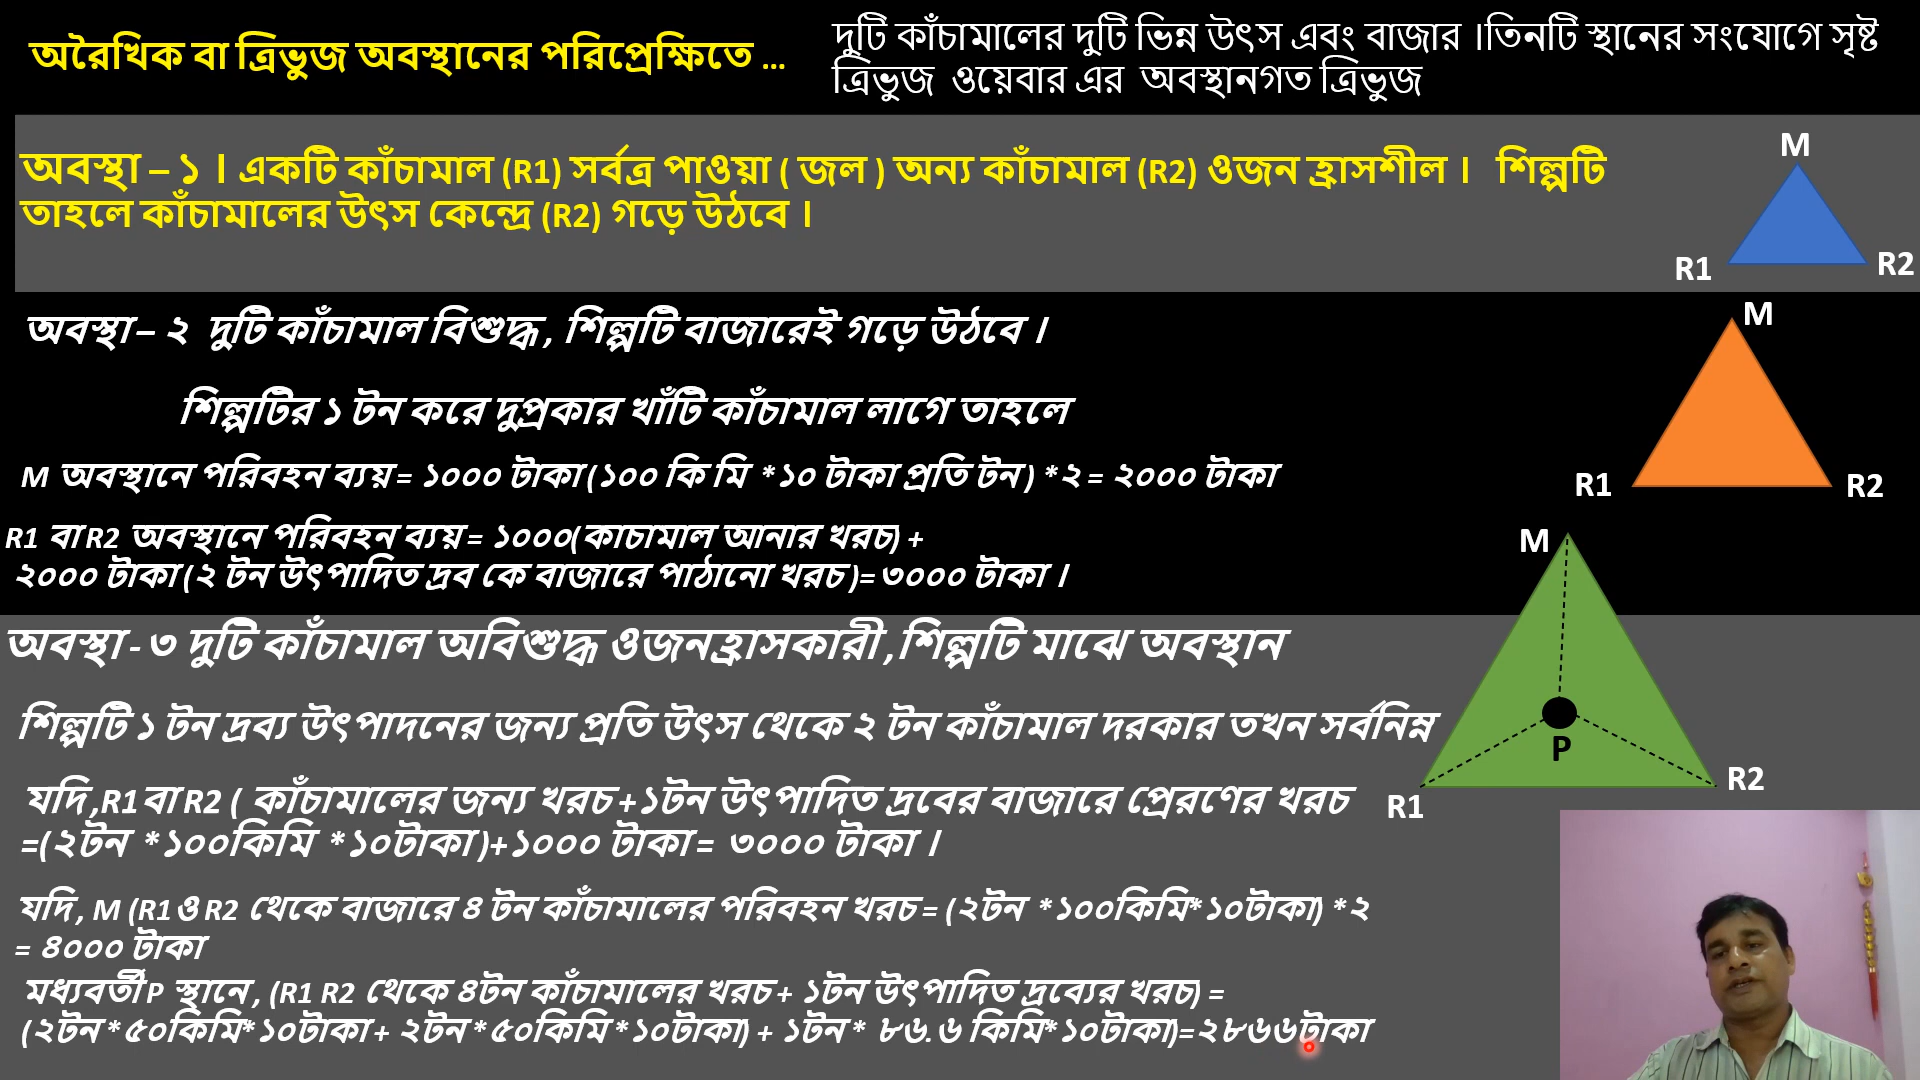 অরৈখিক বা ত্রিভুজ অবস্থানের পরিপ্রেক্ষিতে ...
দুটি কাঁচামালের দুটি ভিন্ন উৎস এবং বাজার ।তিনটি স্থানের সংযোগে সৃষ্ট
ত্রিভুজ ওয়েবার এর অবস্থানগত ত্রিভুজ
অবস্থা – ১ । একটি কাঁচামাল (R1) সর্বত্র পাওয়া ( জল ) অন্য কাঁচামাল (R2) ওজন হ্রাসশীল । শিল্পটি
তাহলে কাঁচামালের উৎস কেন্দ্রে (R2) গড়ে উঠবে ।
M
R1
R2
অবস্থা – ২ দুটি কাঁচামাল বিশুদ্ধ , শিল্পটি বাজারেই গড়ে উঠবে ।
শিল্পটির ১ টন করে দুপ্রকার খাঁটি কাঁচামাল লাগে তাহলে
M অবস্থানে পরিবহন ব্যয় = ১০০০ টাকা (১০০ কি মি *১০ টাকা প্রতি টন ) *২ = ২০০০ টাকা
R1 বা R2 অবস্থানে পরিবহন ব্যয় = ১০০০(কাচামাল আনার খরচ) +
২০০০ টাকা (২ টন উৎপাদিত দ্রব কে বাজারে পাঠানো খরচ )=৩০০০ টাকা ।
M
R1
R2
অবস্থা -৩ দুটি কাঁচামাল অবিশুদ্ধ ওজনহ্রাসকারী ,শিল্পটি মাঝে অবস্থান
শিল্পটি ১ টন দ্রব্য উৎপাদনের জন্য প্রতি উৎস থেকে ২ টন কাঁচামাল দরকার তখন সর্বনিম্ন
যদি ,R1 বা R2 ( কাঁচামালের জন্য খরচ +১টন উৎপাদিত দ্রবের বাজারে প্রেরণের খরচ
=(২টন *১০০কিমি *১০টাকা )+১০০০ টাকা = ৩০০০ টাকা ।
যদি , M (R1ও R2 থেকে বাজারে ৪ টন কাঁচামালের পরিবহন খরচ = (২টন *১০০কিমি*১০টাকা) *২
= ৪০০০ টাকা
মধ্যবর্তী P স্থানে , (R1 R2 থেকে ৪টন কাঁচামালের খরচ + ১টন উৎপাদিত দ্রব্যের খরচ) =
(২টন * ৫০কিমি*১০টাকা + ২টন * ৫০কিমি *১০টাকা) + ১টন * ৮৬.৬ কিমি*১০টাকা)=২৮৬৬টাকা
M
P
R1
R2